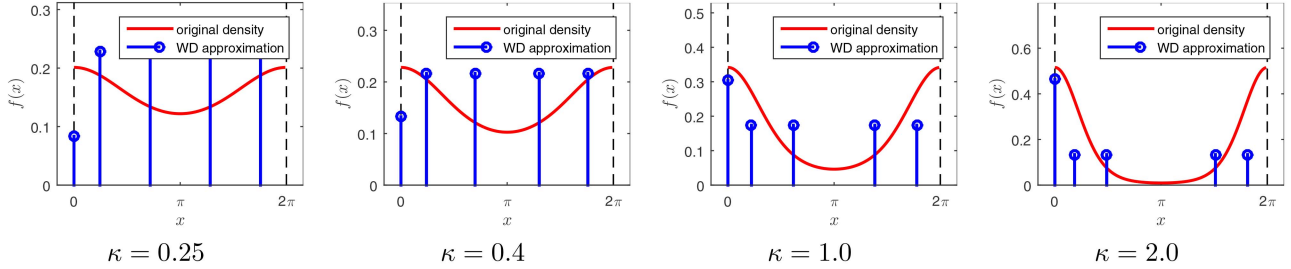 0.3
0.2
0.1
0
f(x)
original density
WD approximation
0
π
2π
x
κ = 0.25
0.3
0.2
0.1
0
f(x)
original density
WD approximation
0
π
2π
x
κ = 0.4
0.5
0.4
0.3
0.2
0.1
0
f(x)
original density
WD approximation
0
π
2π
x
κ = 1.0
0.6
0.4
0.2
0
f(x)
original density
WD approximation
0
π
2π
x
κ = 2.0